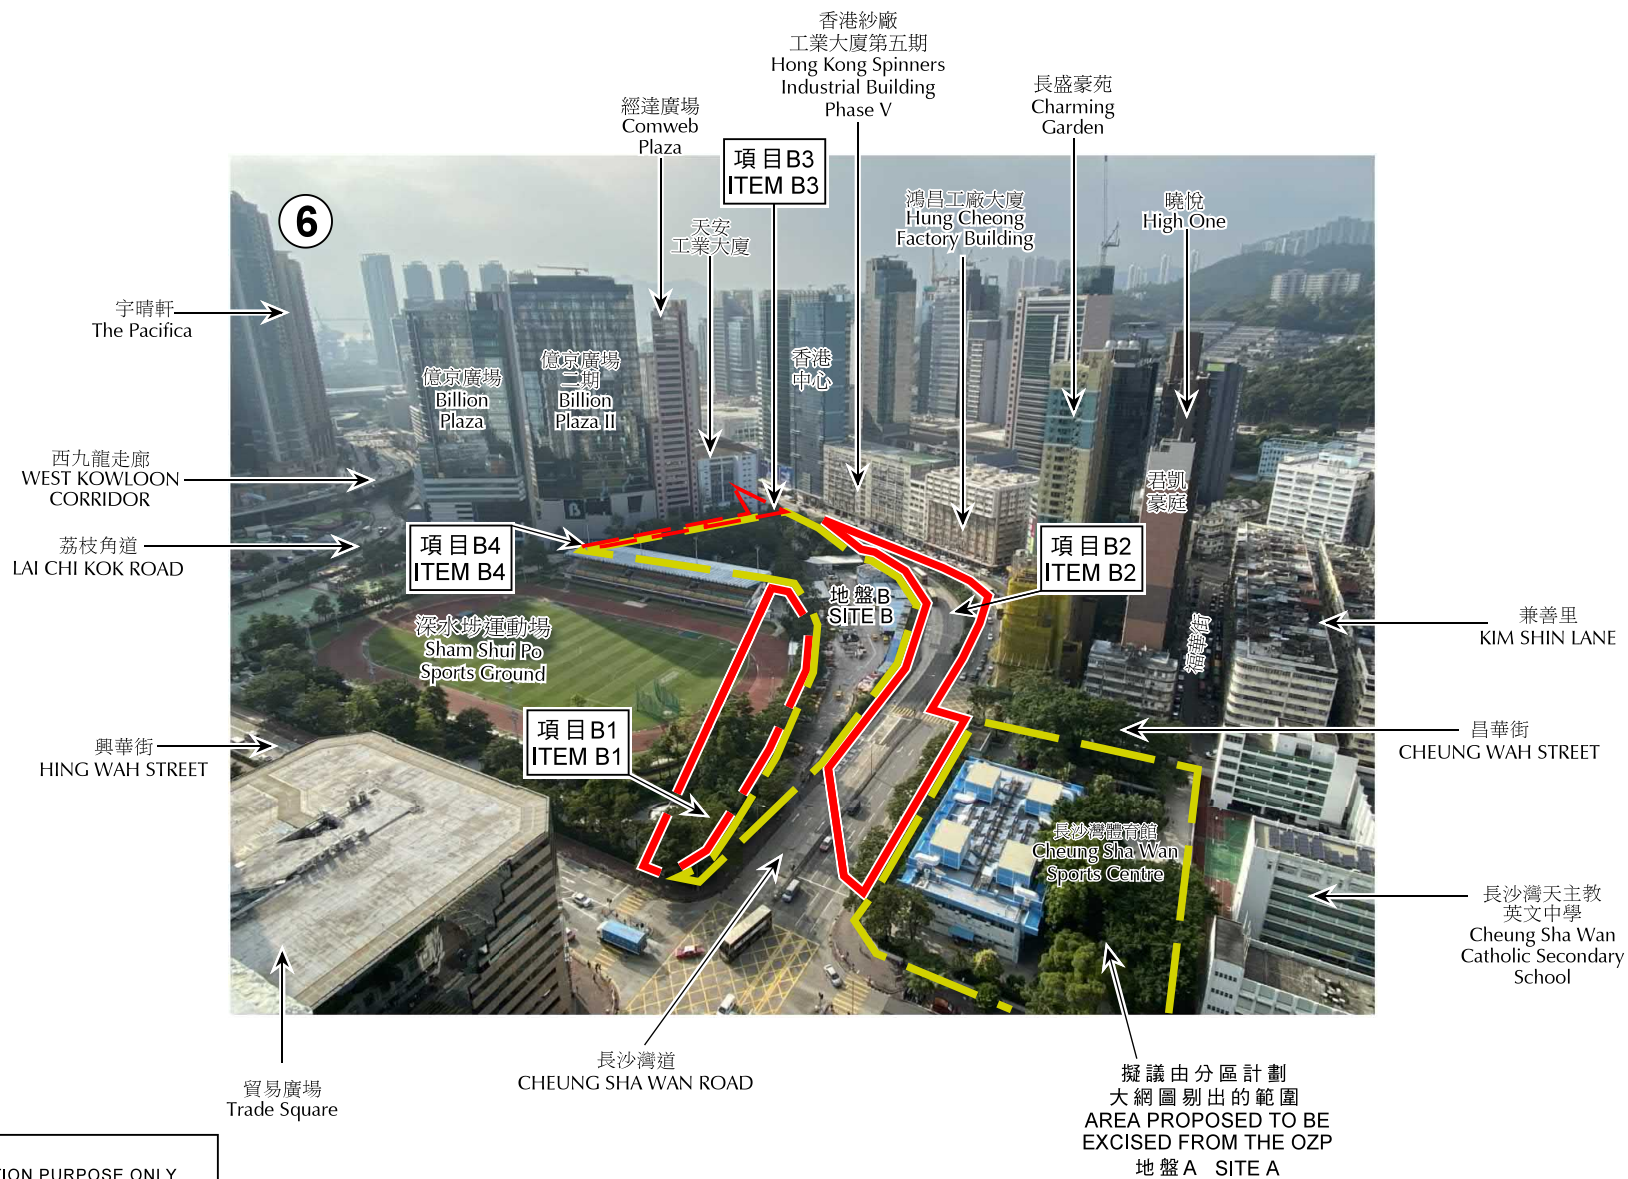 香港紗廠
工業大廈第五期
Hong Kong Spinners
Industrial Building
Phase V
經達廣場
Comweb
Plaza
長盛豪苑
Charming
Garden
項目B3
ITEM B3
6
天安
工業大廈
鴻昌工廠大廈
Hung Cheong
Factory Building
曉悅
High One
宇晴軒
The Pacifica
億京廣場
Billion
Plaza
億京廣場
二期
Billion
Plaza II
香港
中心
西九龍走廊
WEST KOWLOON
CORRIDOR
君凱
豪庭
荔枝角道
LAI CHI KOK ROAD
項目B4
ITEM B4
項目B2
ITEM B2
地盤B
SITE B
深水埗運動場
Sham Shui Po
Sports Ground
福華街
兼善里
KIM SHIN LANE
項目B1
ITEM B1
興華街
HING WAH STREET
昌華街
CHEUNG WAH STREET
長沙灣體育館
Cheung Sha Wan
Sports Centre
長沙灣天主教
英文中學
Cheung Sha Wan
Catholic Secondary
School
長沙灣道
CHEUNG SHA WAN ROAD
貿易廣場
Trade Square
擬議由分區計劃
大網圖剔出的範圍
AREA PROPOSED TO BE
EXCISED FROM THE OZP
地盤A SITE A
PURPOSE ONLY